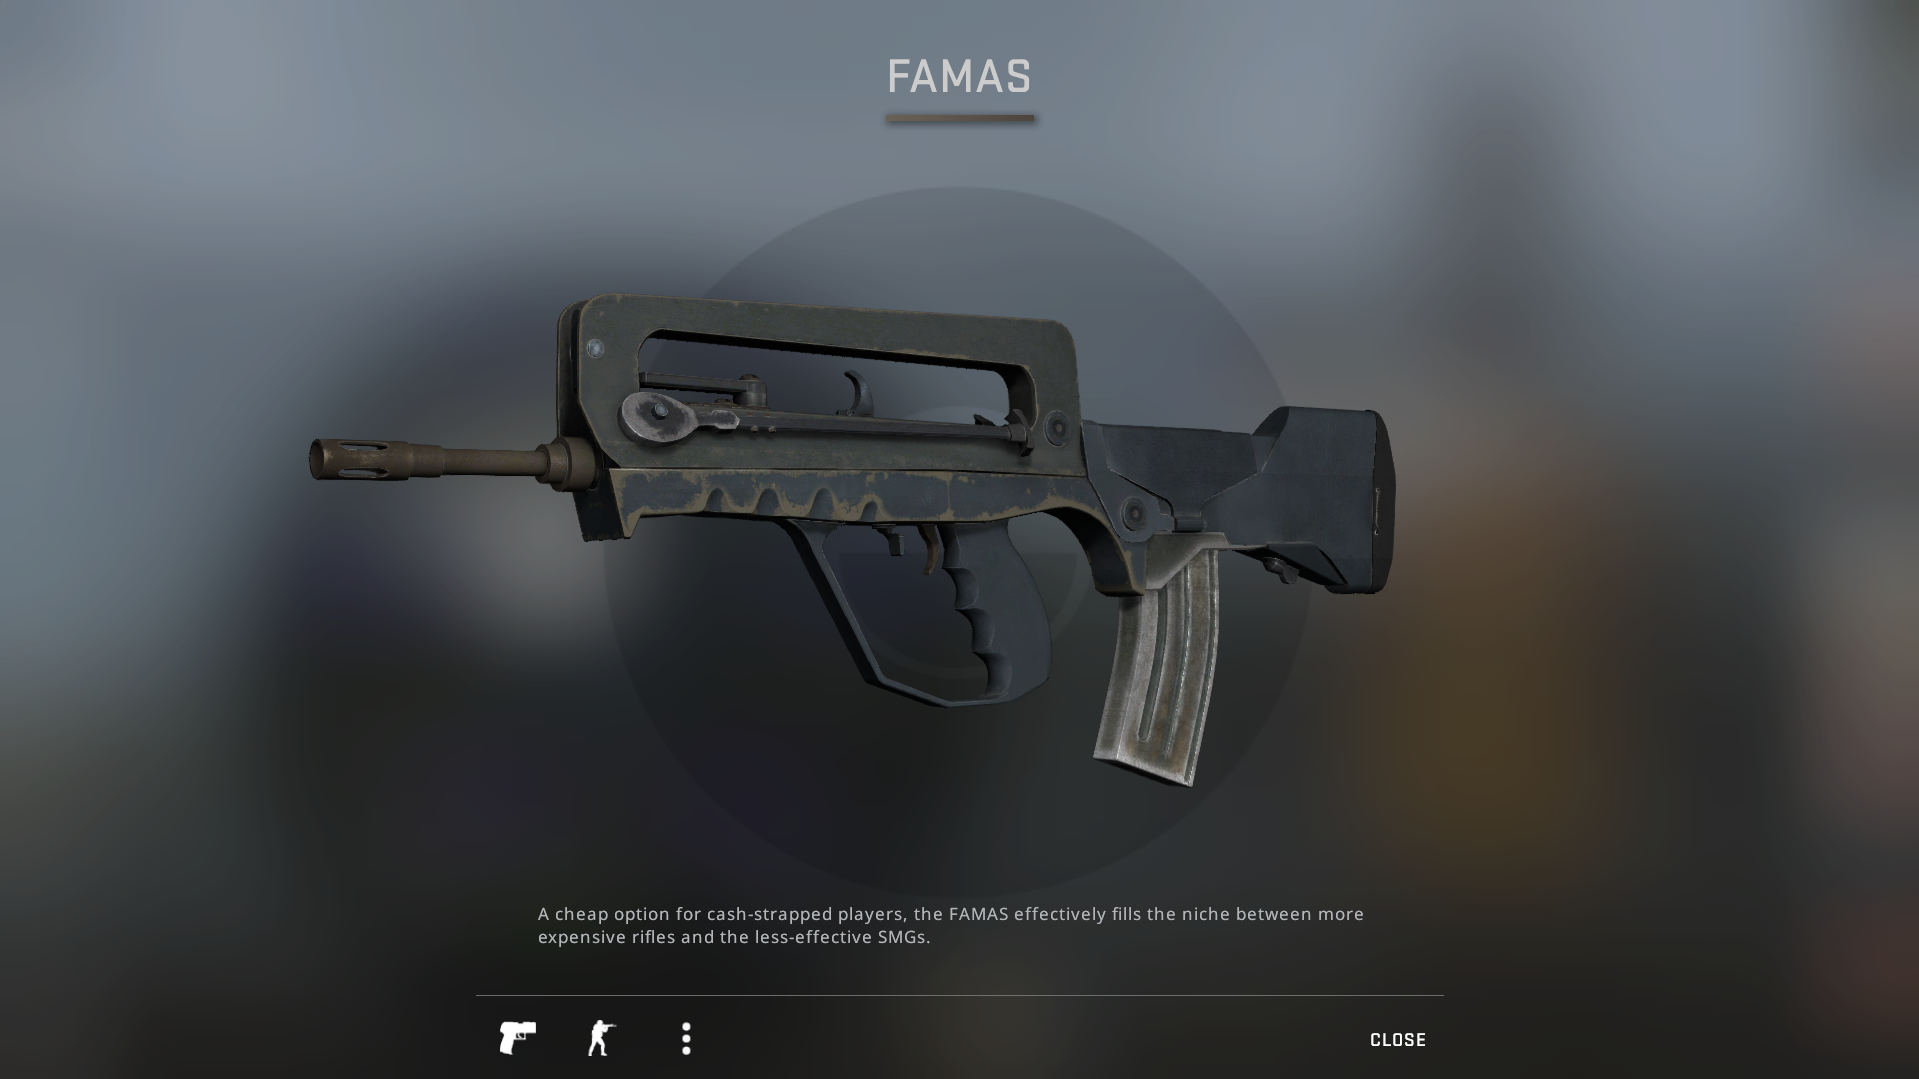 FAMAS
A cheap option for cash-strapped players, the FAMAS effectively fills the niche between more
expensive rifles and the less-effective SMGs.
CLOSE